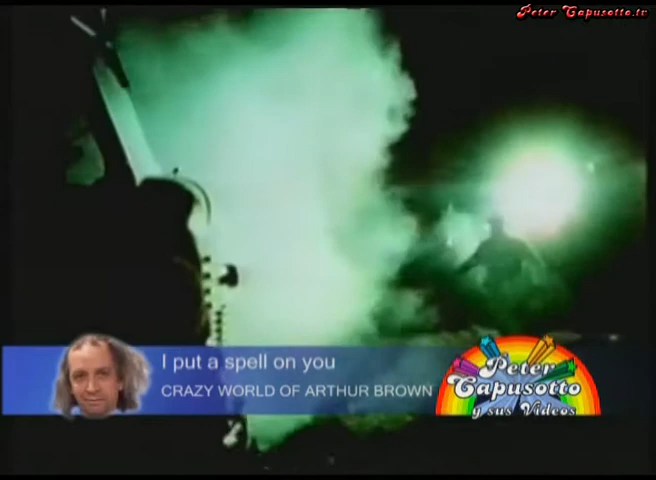 Peter Capusotto.tv
I put a spell on you
CRAZY WORLD OF ARTHUR BROWN
Peter
Capusotto
y sus Videos